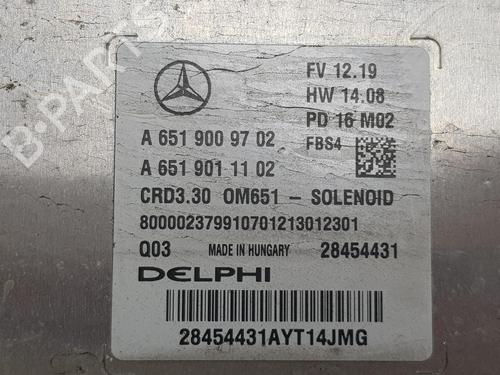 FV 12.19
HW 14.08
PD 16 M02
A 651 900 97 02
FBS4
A 651 901 11 02
CRD3.30 OM651 - SOLENOID
800002379910701213012301
Q03 MADE IN HUNGARY 28454431
DELPHI
28454431AYT14JMG
B-PARTS